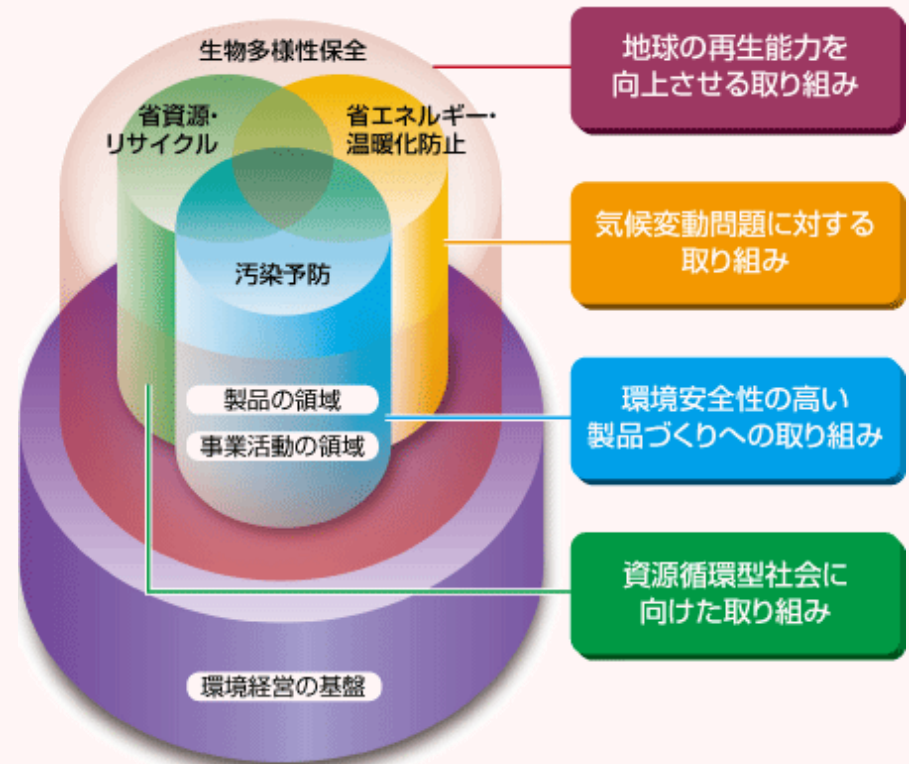 生物多様性保全
省資源・
リサイクル
省エネルギー・
温暖化防止
汚染予防
製品の領域
事業活動の領域
環境経営の基盤
地球の再生能力を
向上させる取り組み
気候変動問題に対する
取り組み
環境安全性の高い
製品づくりへの取り組み
資源循環型社会に
向けた取り組み